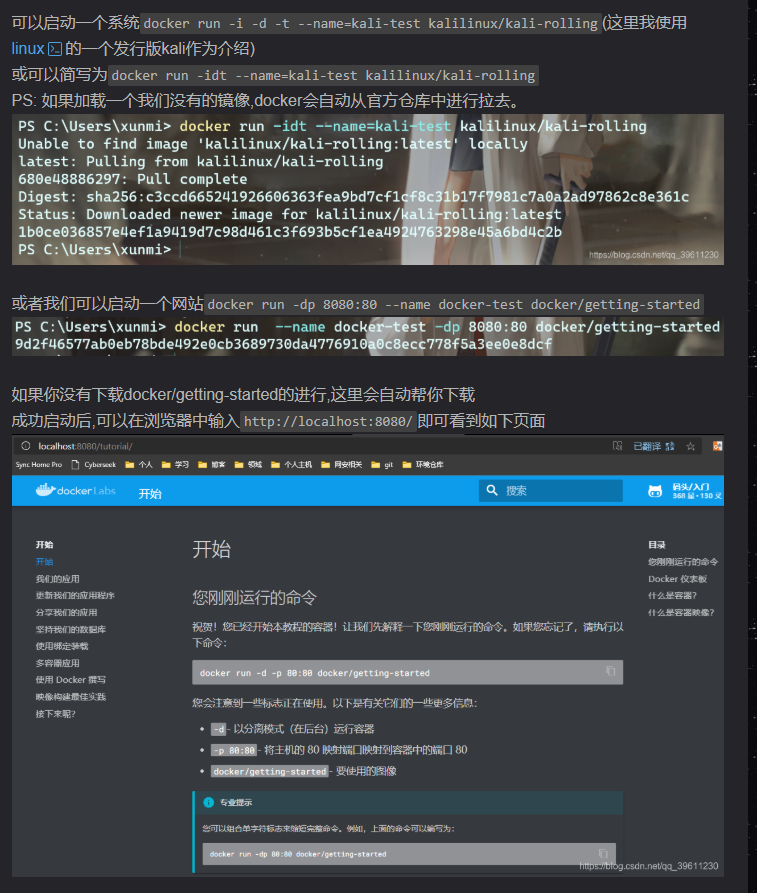 可以启动一个系统docker run -i -d -t --name=kali-test kalilinux/kali-rolling(这里我使用
linux的一个发行版kali作为介绍)
或可以简写为docker run -idt --name=kali-test kalilinux/kali-rolling
PS: 如果加载一个我们没有的镜像,docker会自动从官方仓库中进行拉去。
PS C:\Users\xunmi> docker run -idt --name=kali-test kalilinux/kali-rolling
Unable to find image 'kalilinux/kali-rolling:latest' locally
latest: Pulling from kalilinux/kali-rolling
680e48886297: Pull complete
Digest: sha256:c3ccd665241926606363fea9bd7cf1cf8c31b17f7981c7a0a2ad97862c8e361c
Status: Downloaded newer image for kalilinux/kali-rolling:latest
1b0ce036857e4ef1a9419d7c98d461c3f693b5cf1ea4924763298e45a6bd4c2b
PS C:\Users\xunmi>
https://blog.csdn.net/qq_39611230
或者我们可以启动一个网站docker run -dp 8080:80 --name docker-test docker/getting-started
PS C:\Users\xunmi> docker run  --name docker-test -dp 8080:80 docker/getting-started
9d2f46577ab0eb78bde492e0cb3689730da4776910a0c8ecc778f5a3ee0e8dcf
如果你没有下载docker/getting-started的进行,这里会自动帮你下载
成功启动后,可以在浏览器中输入http://localhost:8080/即可看到如下页面
localhost:8080/tutorial/ 已翻译
Sync Home Pro Cyberseek 个人 学习 博客 领域 个人主机 网安相关 git 环境仓库
docker Labs 开始 搜索 码头/入门
368 星 • 130 叉
开始
开始
我们的应用
更新我们的应用程序
分享我们的应用
坚持我们的数据库
使用绑定装载
多容器应用
使用 Docker 撰写
映像构建最佳实践
接下来呢?
开始
您刚刚运行的命令
祝贺! 您已经开始本教程的容器! 让我们先解释一下您刚刚运行的命令。如果您忘记了，请执行以
下命令:
docker run -d -p 80:80 docker/getting-started
您会注意到一些标志正在使用。以下是有关它们的一些更多信息:
-d - 以分离模式（在后台）运行容器
-p 80:80 - 将主机的 80 映射端口映射到容器中的端口 80
docker/getting-started - 要使用的图像
专业提示
您可以组合单字符标志来缩短完整命令。例如，上面的命令可以编写为:
docker run -dp 80:80 docker/getting-started
目录
您刚刚运行的命令
Docker 仪表板
什么是容器?
什么是容器映像?
https://blog.csdn.net/qq_39611230